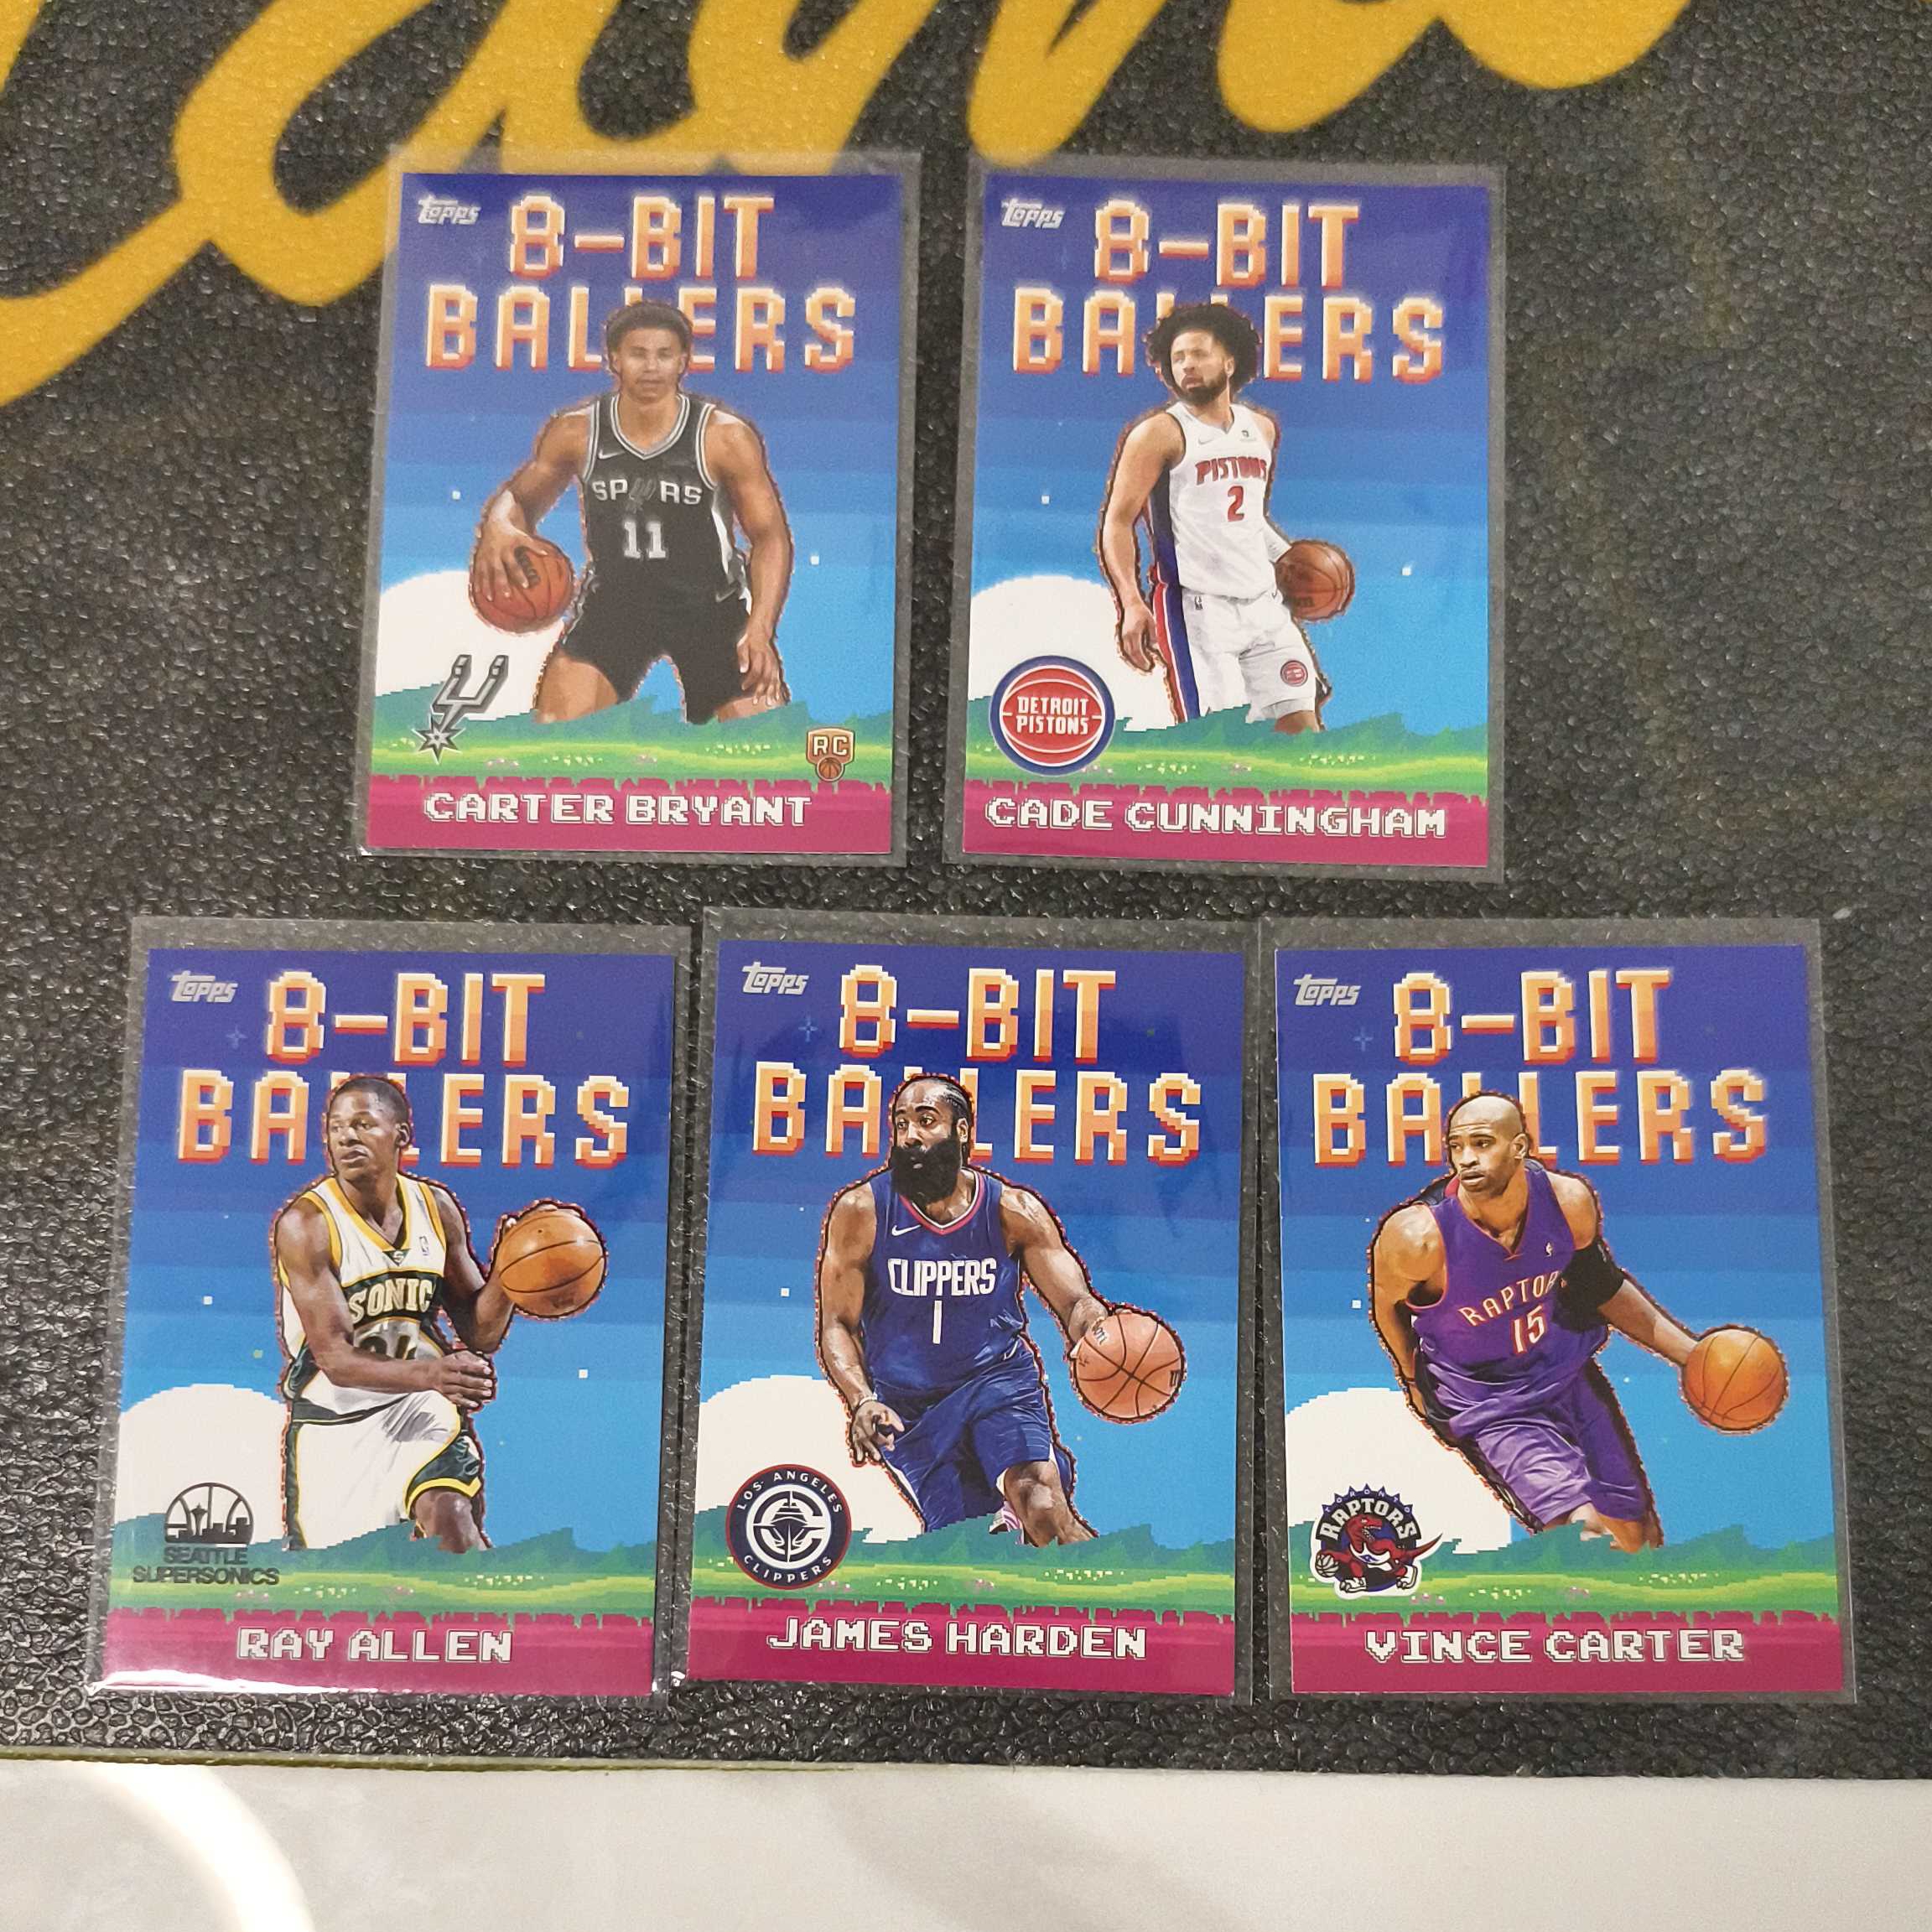 Topps
8-BIT
BALLERS
SPURS
11
RC
CARTER BRYANT
Topps
8-BIT
BALLERS
PISTONS
2
DETROIT
PISTONS
CADE CUNNINGHAM
Topps
8-BIT
BALLERS
SONIC
SEATTLE
SUPERSONICS
RAY ALLEN
Topps
8-BIT
BALLERS
CLIPPERS
1
LOS ANGELES
C
CLIPPERS
JAMES HARDEN
Topps
8-BIT
BALLERS
RAPTORS
15
TORONTO
RAPTORS
VINCE CARTER